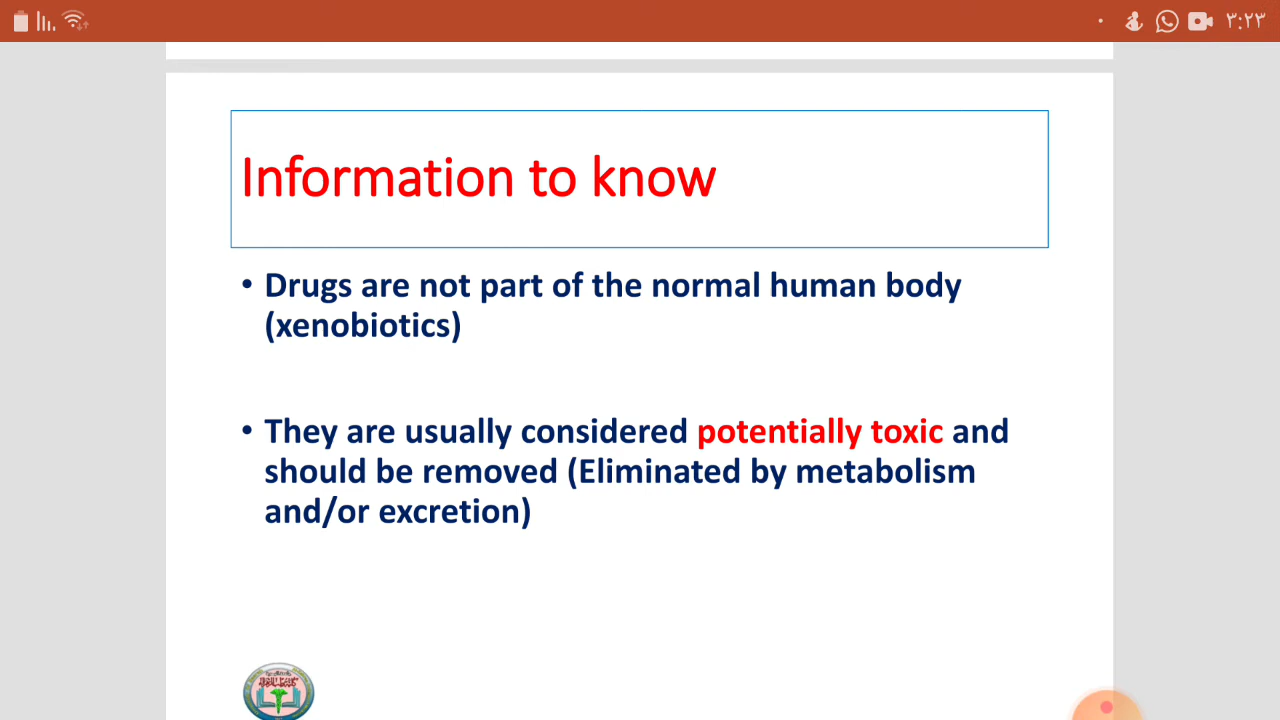 ٣:٢٣
Information to know
• Drugs are not part of the normal human body
(xenobiotics)
• They are usually considered potentially toxic and
should be removed (Eliminated by metabolism
and/or excretion)